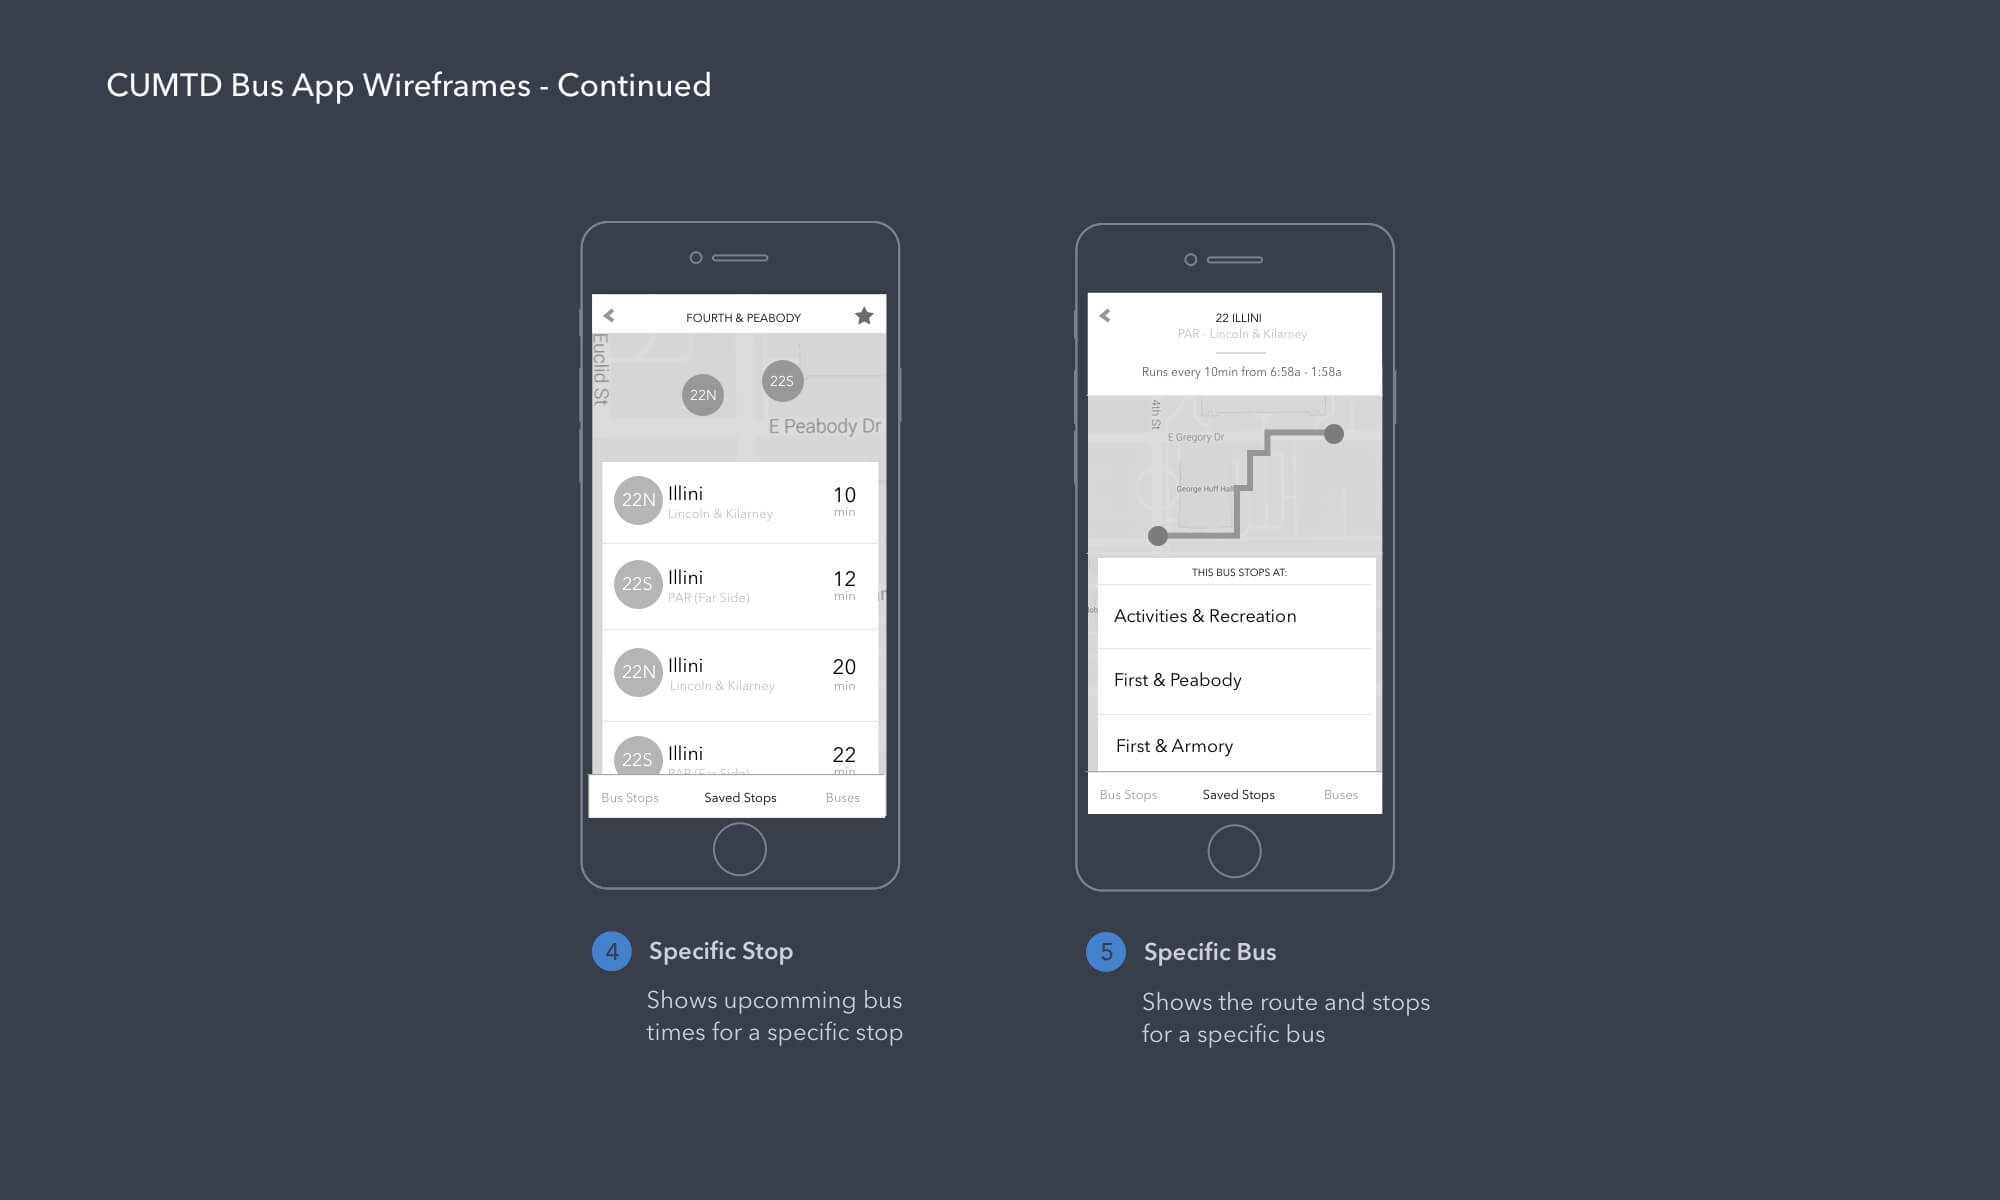 CUMTD Bus App Wireframes - Continued
FOURTH & PEABODY
Euclid St
22N
22S
E Peabody Dr
22N
Illini
Lincoln & Kilarney
10
min
22S
Illini
PAR (Far Side)
12
min
22N
Illini
Lincoln & Kilarney
20
min
22S
Illini
PAR (Far Side)
22
min
Bus Stops
Saved Stops
Buses
4
Specific Stop
Shows upcomming bus
times for a specific stop
22 ILLINI
PAR - Lincoln & Kilarney
Runs every 10min from 6:58a - 1:58a
4th St
E Gregory Dr
George Huff Hall
THIS BUS STOPS AT:
Activities & Recreation
First & Peabody
First & Armory
Bus Stops
Saved Stops
Buses
5
Specific Bus
Shows the route and stops
for a specific bus